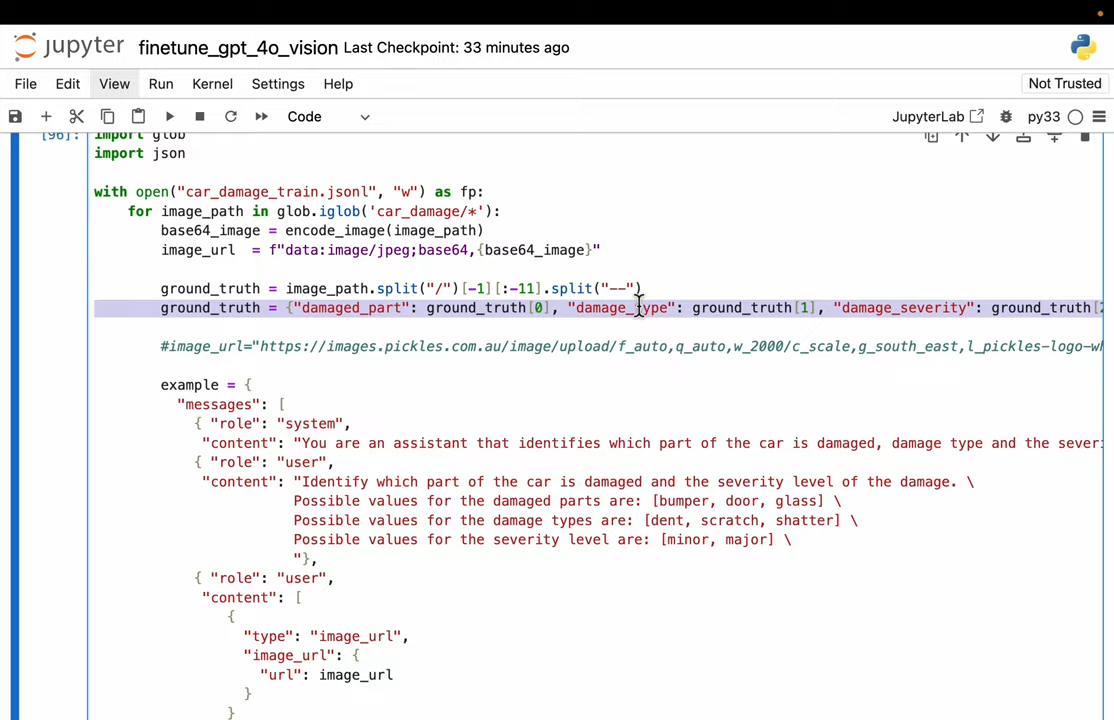 jupyter finetune_gpt_4o_vision Last Checkpoint: 33 minutes ago
File Edit View Run Kernel Settings Help Not Trusted
Code JupyterLab py33
[96]: import glob
import json
with open("car_damage_train.jsonl", "w") as fp:
for image_path in glob.iglob('car_damage/*'):
base64_image = encode_image(image_path)
image_url = f"data:image/jpeg;base64,{base64_image}"
ground_truth = image_path.split("/")[-1][:-11].split("--")
ground_truth = {"damaged_part": ground_truth[0], "damage_type": ground_truth[1], "damage_severity": ground_truth[2
#image_url="https://images.pickles.com.au/image/upload/f_auto,q_auto,w_2000/c_scale,g_south_east,l_pickles-logo-wh
example = {
"messages": [
{ "role": "system",
"content": "You are an assistant that identifies which part of the car is damaged, damage type and the sever
{ "role": "user",
"content": "Identify which part of the car is damaged and the severity level of the damage. \
Possible values for the damaged parts are: [bumper, door, glass] \
Possible values for the damage types are: [dent, scratch, shatter] \
Possible values for the severity level are: [minor, major] \
"},
{ "role": "user",
"content": [
{
"type": "image_url",
"image_url": {
"url": image_url
}
}